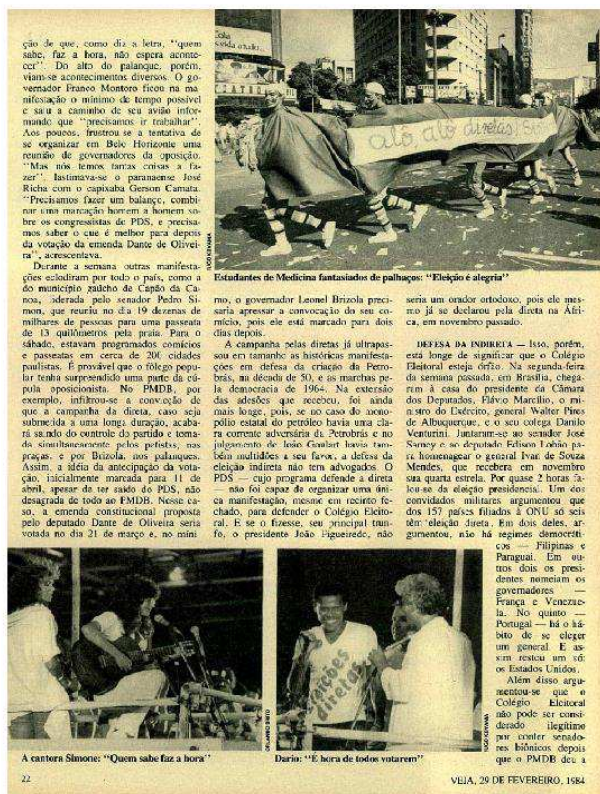 ção de que, como diz a letra, “quem
sabe, faz a hora, não espera aconte-
cer”. Do alto do palanque, porém,
viam-se acontecimentos diversos. O go-
vernador Franco Montoro ficou na ma-
nifestação o mínimo de tempo possível
e saiu a caminho de seu avião infor-
mando que “precisamos ir trabalhar”.
Aos poucos, frustrou-se a tentativa de
se organizar em Belo Horizonte uma
reunião de governadores da oposição.
“Mas nós temos tantas coisas a fa-
zer”, lastimava-se o paranaense José
Richa com o capixaba Gerson Camata.
“Precisamos fazer um balanço, combi-
nar uma marcação homem a homem so-
bre os congressistas do PDS, e precisa-
mos saber o que é melhor para depois
da votação da emenda Dante de Olivei-
ra”, acrescentava.
Durante a semana outras manifesta-
ções eclodiram por todo o país, como a
do município gaúcho de Capão da Ca-
noa, liderada pelo senador Pedro Si-
mon, que reuniu no dia 19 dezenas de
milhares de pessoas para uma passeata
de 13 quilômetros pela praia. Para o
sábado, estavam programados comícios
e passeatas em cerca de 200 cidades
paulistas. É provável que o fôlego popu-
lar tenha surpreendido uma parte da cú-
pula oposicionista. No PMDB, por
exemplo, infiltrou-se a convicção de
que a campanha da direta, caso seja
submetida a uma longa duração, acaba-
rá saindo do controle do partido e toma-
da simultaneamente pelos petistas, nas
praças, e por Brizola, nos palanques.
Assim, a idéia da antecipação da vota-
ção, inicialmente marcada para 11 de
abril, apesar de ter saído do PDS, não
desagrada de todo ao PMDB. Nesse ca-
so, a emenda constitucional proposta
pelo deputado Dante de Oliveira seria
votada no dia 21 de março e, no míni-
alô alô diretas
HUGO KOYAMA
Estudantes de Medicina fantasiados de palhaços: “Eleição é alegria”
mo, o governador Leonel Brizola preci-
saria apressar a convocação do seu co-
mício, pois ele está marcado para dois
dias depois.
A campanha pelas diretas já ultrapas-
sou em tamanho as históricas manifesta-
ções em defesa da criação da Petro-
brás, na década de 50, e as marchas pe-
la democracia de 1964. Na extensão
das adesões que recebeu, foi ainda
mais longe, pois, se no caso do mono-
pólio estatal do petróleo havia uma cla-
ra corrente adversária da Petrobrás e no
julgamento de João Goulart havia tam-
bém multidões a seu favor, a defesa da
eleição indireta não tem advogados. O
PDS — cujo programa defende a direta
— não foi capaz de organizar uma úni-
ca manifestação, mesmo em recinto fe-
chado, para defender o Colégio Eleito-
ral. E se o fizesse, seu principal trun-
fo, o presidente João Figueiredo, não
seria um orador ortodoxo, pois ele mes-
mo já se declarou pela direta na Áfri-
ca, em novembro passado.
DEFESA DA INDIRETA — Isso, porém,
está longe de significar que o Colégio
Eleitoral esteja órfão. Na segunda-feira
da semana passada, em Brasília, chega-
ram à casa do presidente da Câmara
dos Deputados, Flávio Marcílio, o mi-
nistro do Exército, general Walter Pires
de Albuquerque, e o seu colega Danilo
Venturini. Juntaram-se ao senador José
Sarney e ao deputado Edison Lobão pa-
ra homenagear o general Ivan de Souza
Mendes, que recebera em novembro
sua quarta estrela. Por quase 2 horas fa-
lou-se da eleição presidencial. Um dos
convidados militares argumentou que
dos 157 países filiados à ONU só seis
têm eleição direta. Em dois deles, ar-
gumentou, não há regimes democráti-
cos — Filipinas e
Paraguai. Em ou-
tros dois os presi-
dentes nomeiam os
governadores —
França e Venezue-
la. No quinto —
Portugal — há o há-
bito de se eleger
um general. E as-
sim restou um só:
os Estados Unidos.
Além disso argu-
mentou-se que o
Colégio Eleitoral
não pode ser consi-
derado ilegítimo
por conter senado-
res biônicos depois
que o PMDB deu a
ORLANDO BRITO
A cantora Simone: “Quem sabe faz a hora”
eleições
diretas
HUGO KOYAMA
Dario: “É hora de todos votarem”
22
VEJA, 29 DE FEVEREIRO, 1984